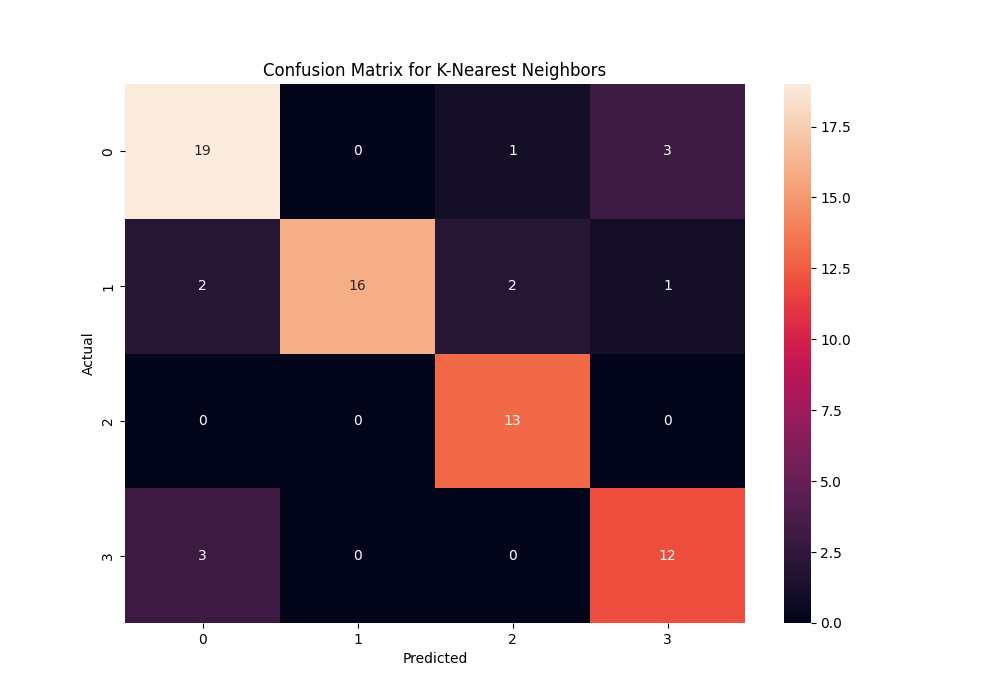 Confusion Matrix for K-Nearest Neighbors
0 19 0 1 3
1 2 16 2 1
2 0 0 13 0
3 3 0 0 12
Actual
0 1 2 3
Predicted
17.5
15.0
12.5
10.0
7.5
5.0
2.5
0.0